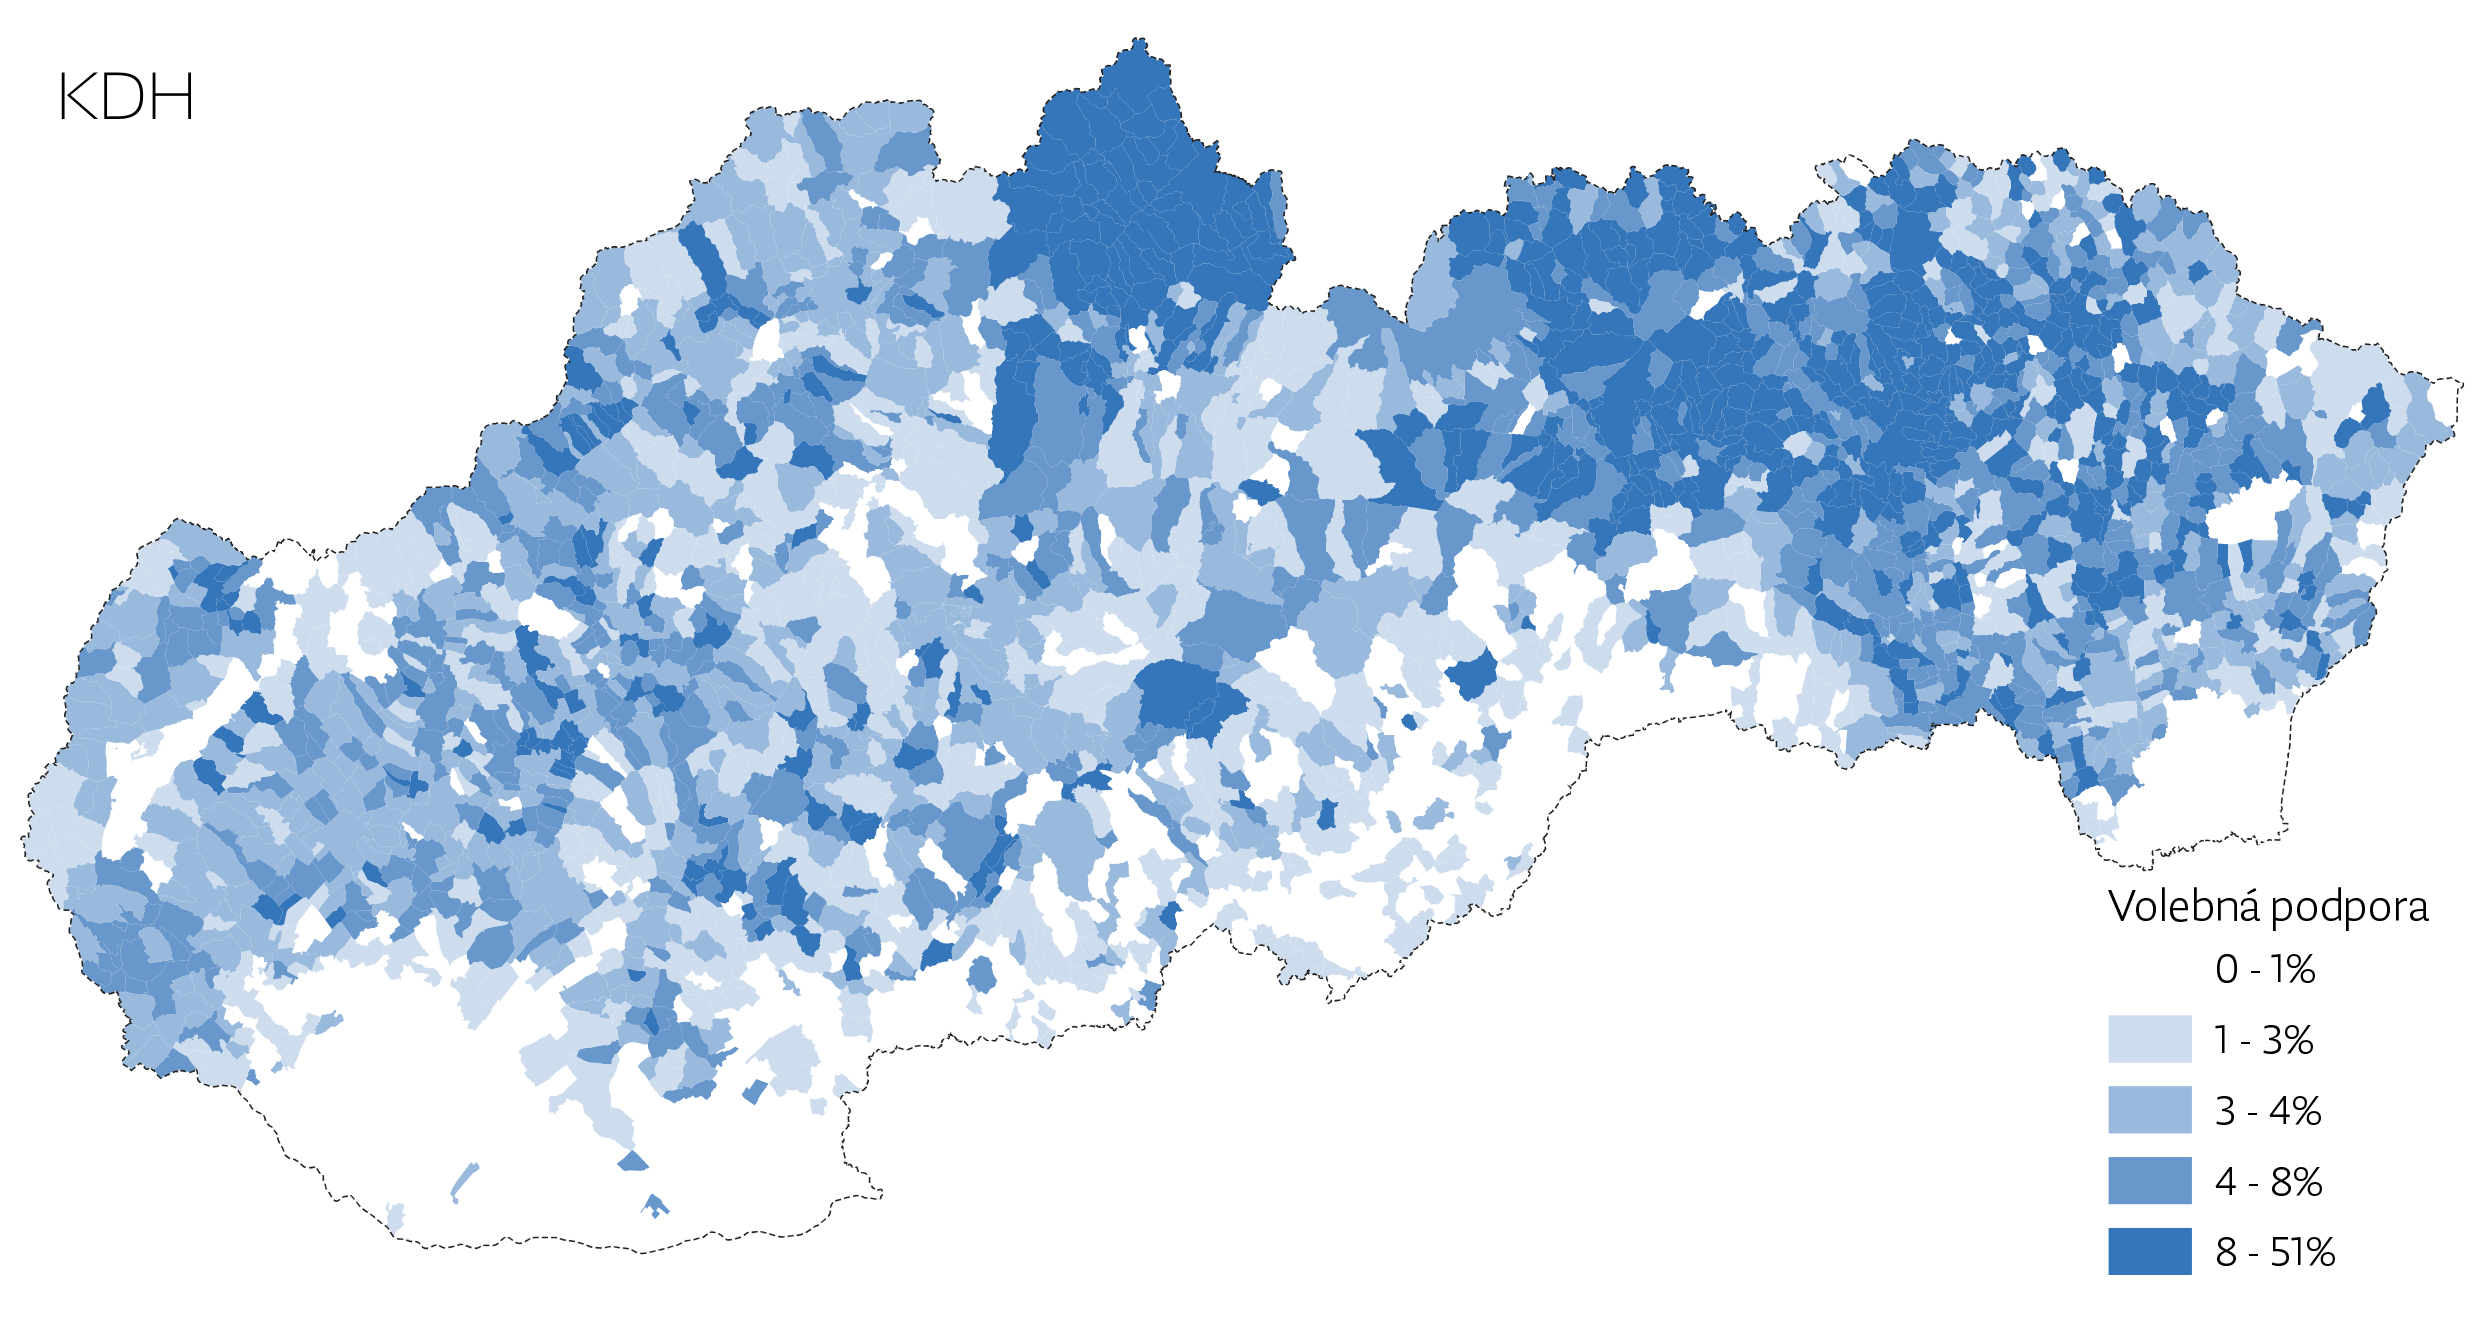 KDH
Volebná podpora
0 - 1%
1 - 3%
3 - 4%
4 - 8%
8 - 51%